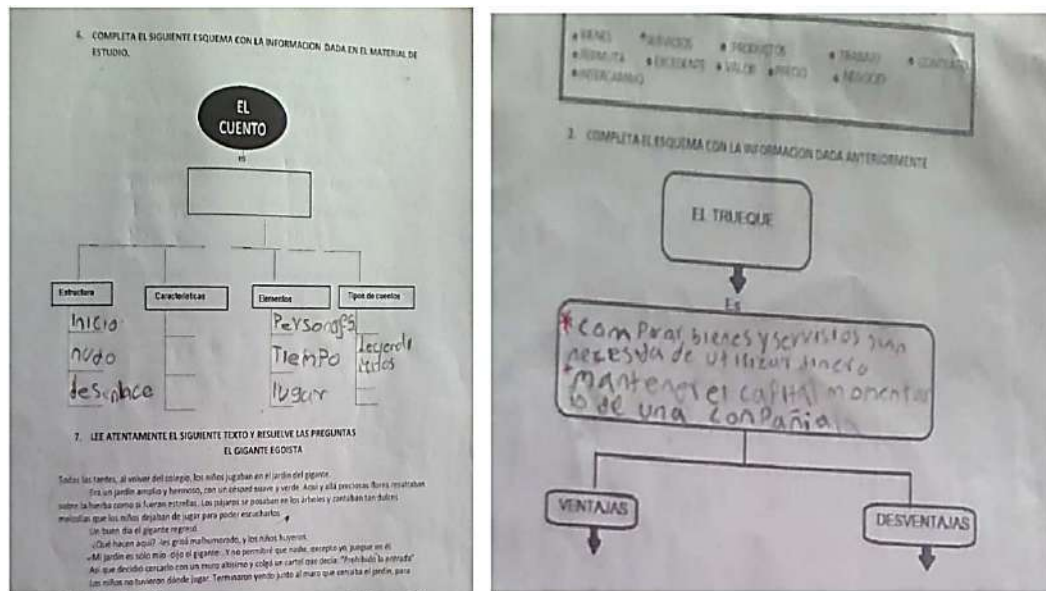 6. COMPLETA EL SIGUIENTE ESQUEMA CON LA INFORMACION DADA EN EL MATERIAL DE
ESTUDIO.
EL
CUENTO
ES
Estructura
Características
Elementos
Tipos de cuentos
Inicio
nudo
desenlace
Personajes
Tiempo
lugar
7. LEE ATENTAMENTE EL SIGUIENTE TEXTO Y RESUELVE LAS PREGUNTAS
EL GIGANTE EGOISTA
Todas las tardes, al volver del colegio, los niños jugaban en el jardín del gigante.
Era un jardín amplio y hermoso, con un césped suave y verde. Aquí y allá preciosas flores resaltaban
sobre la hierba como si fueran estrellas. Los pájaros se posaban en los árboles y cantaban tan dulces
melodías que los niños dejaban de jugar para poder escucharlos.
Un buen día el gigante regresó.
-¿Qué hacen aquí? -les gritó malhumorado, y los niños huyeron.
-Mi jardín es sólo mío -dijo el gigante-. Y no permitiré que nadie, excepto yo, juegue en él.
Así que decidió cercarlo con un muro altísimo y colgó un cartel que decía: "Prohibido la entrada"
Los niños no tuvieron dónde jugar. Terminaron yendo junto al muro que cercaba el jardín, para
BIENES SERVICIOS PRODUCTOS TRABAJO CONTRATO
PERMUTA EXCEDENTE VALOR PRECIO NEGOCIO
INTERCAMBIO
2. COMPLETA EL ESQUEMA CON LA INFORMACION DADA ANTERIORMENTE
EL TRUEQUE
Es
* comprar bienes y servisios
de utilizar dinero
* mantener el capital
de una conpañia
VENTAJAS
DESVENTAJAS